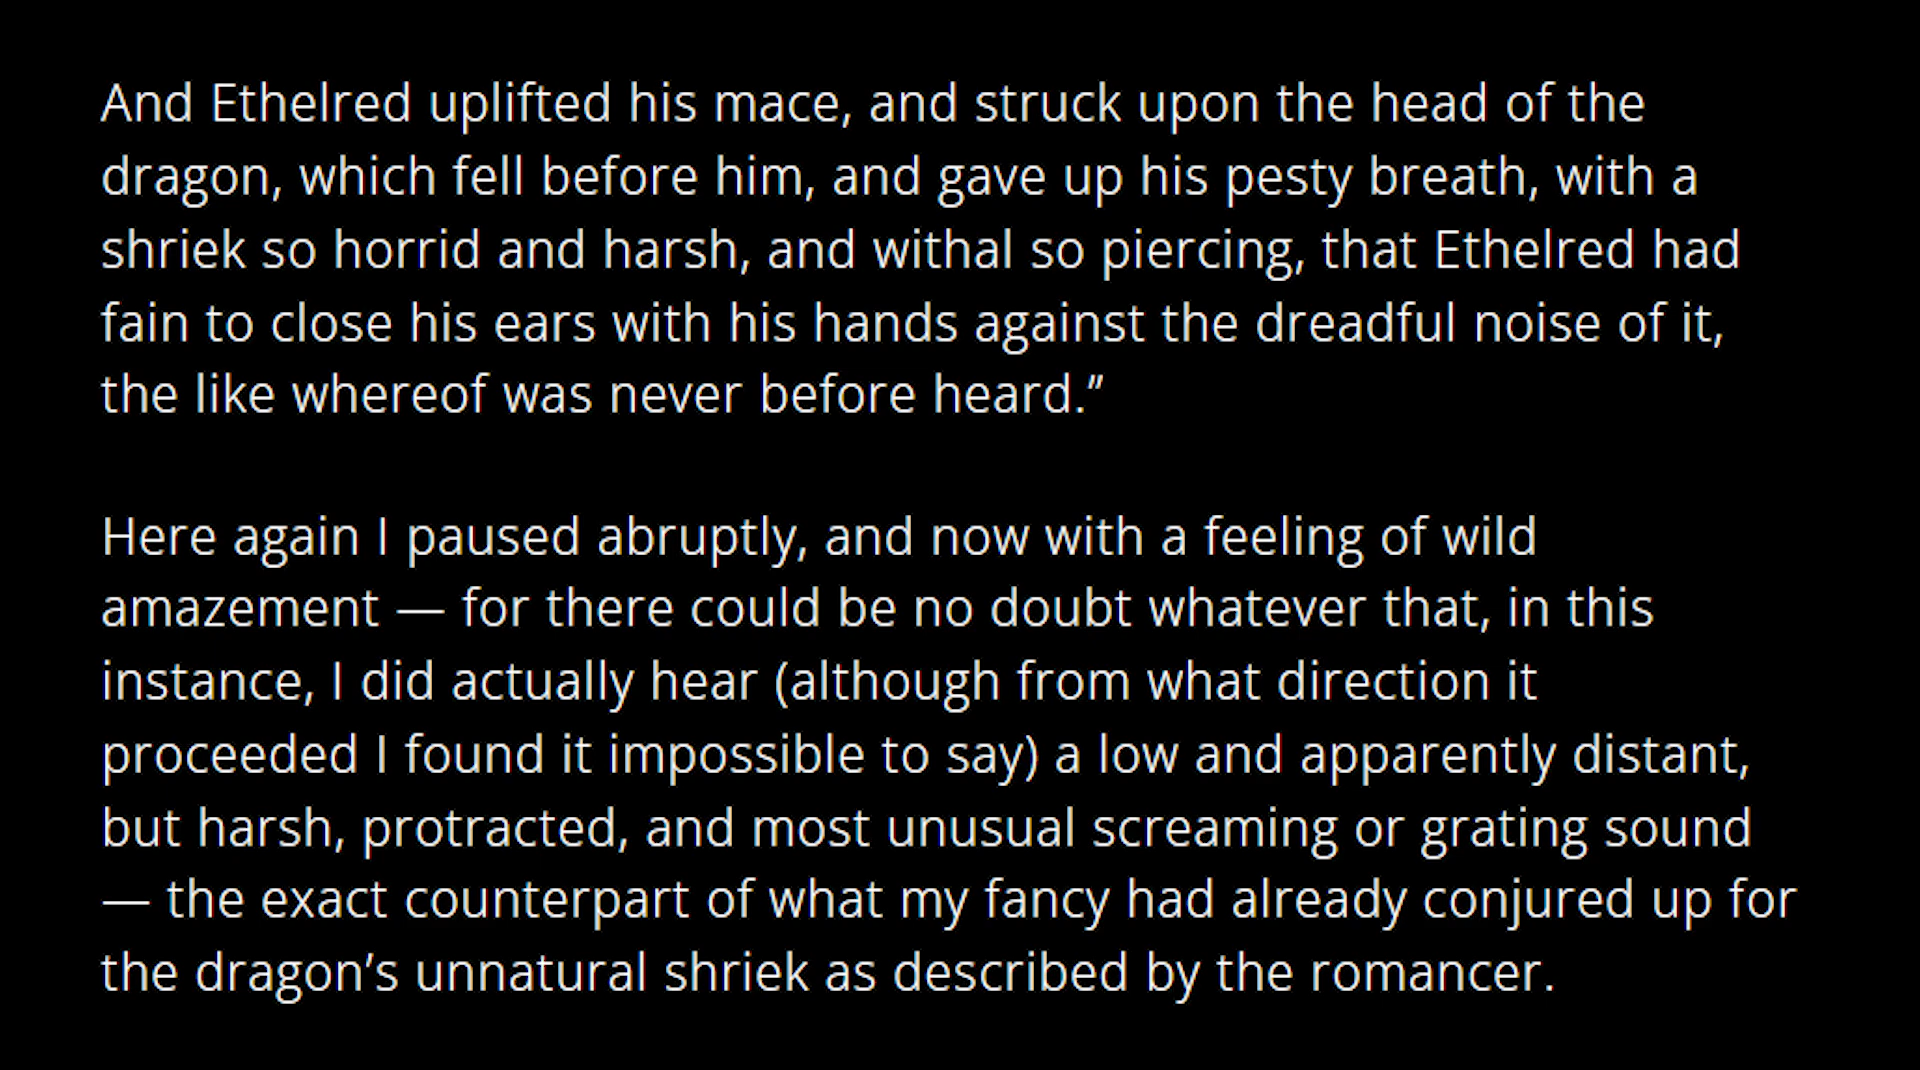 And Ethelred uplifted his mace, and struck upon the head of the
dragon, which fell before him, and gave up his pesty breath, with a
shriek so horrid and harsh, and withal so piercing, that Ethelred had
fain to close his ears with his hands against the dreadful noise of it,
the like whereof was never before heard.”
Here again I paused abruptly, and now with a feeling of wild
amazement — for there could be no doubt whatever that, in this
instance, I did actually hear (although from what direction it
proceeded I found it impossible to say) a low and apparently distant,
but harsh, protracted, and most unusual screaming or grating sound
— the exact counterpart of what my fancy had already conjured up for
the dragon’s unnatural shriek as described by the romancer.